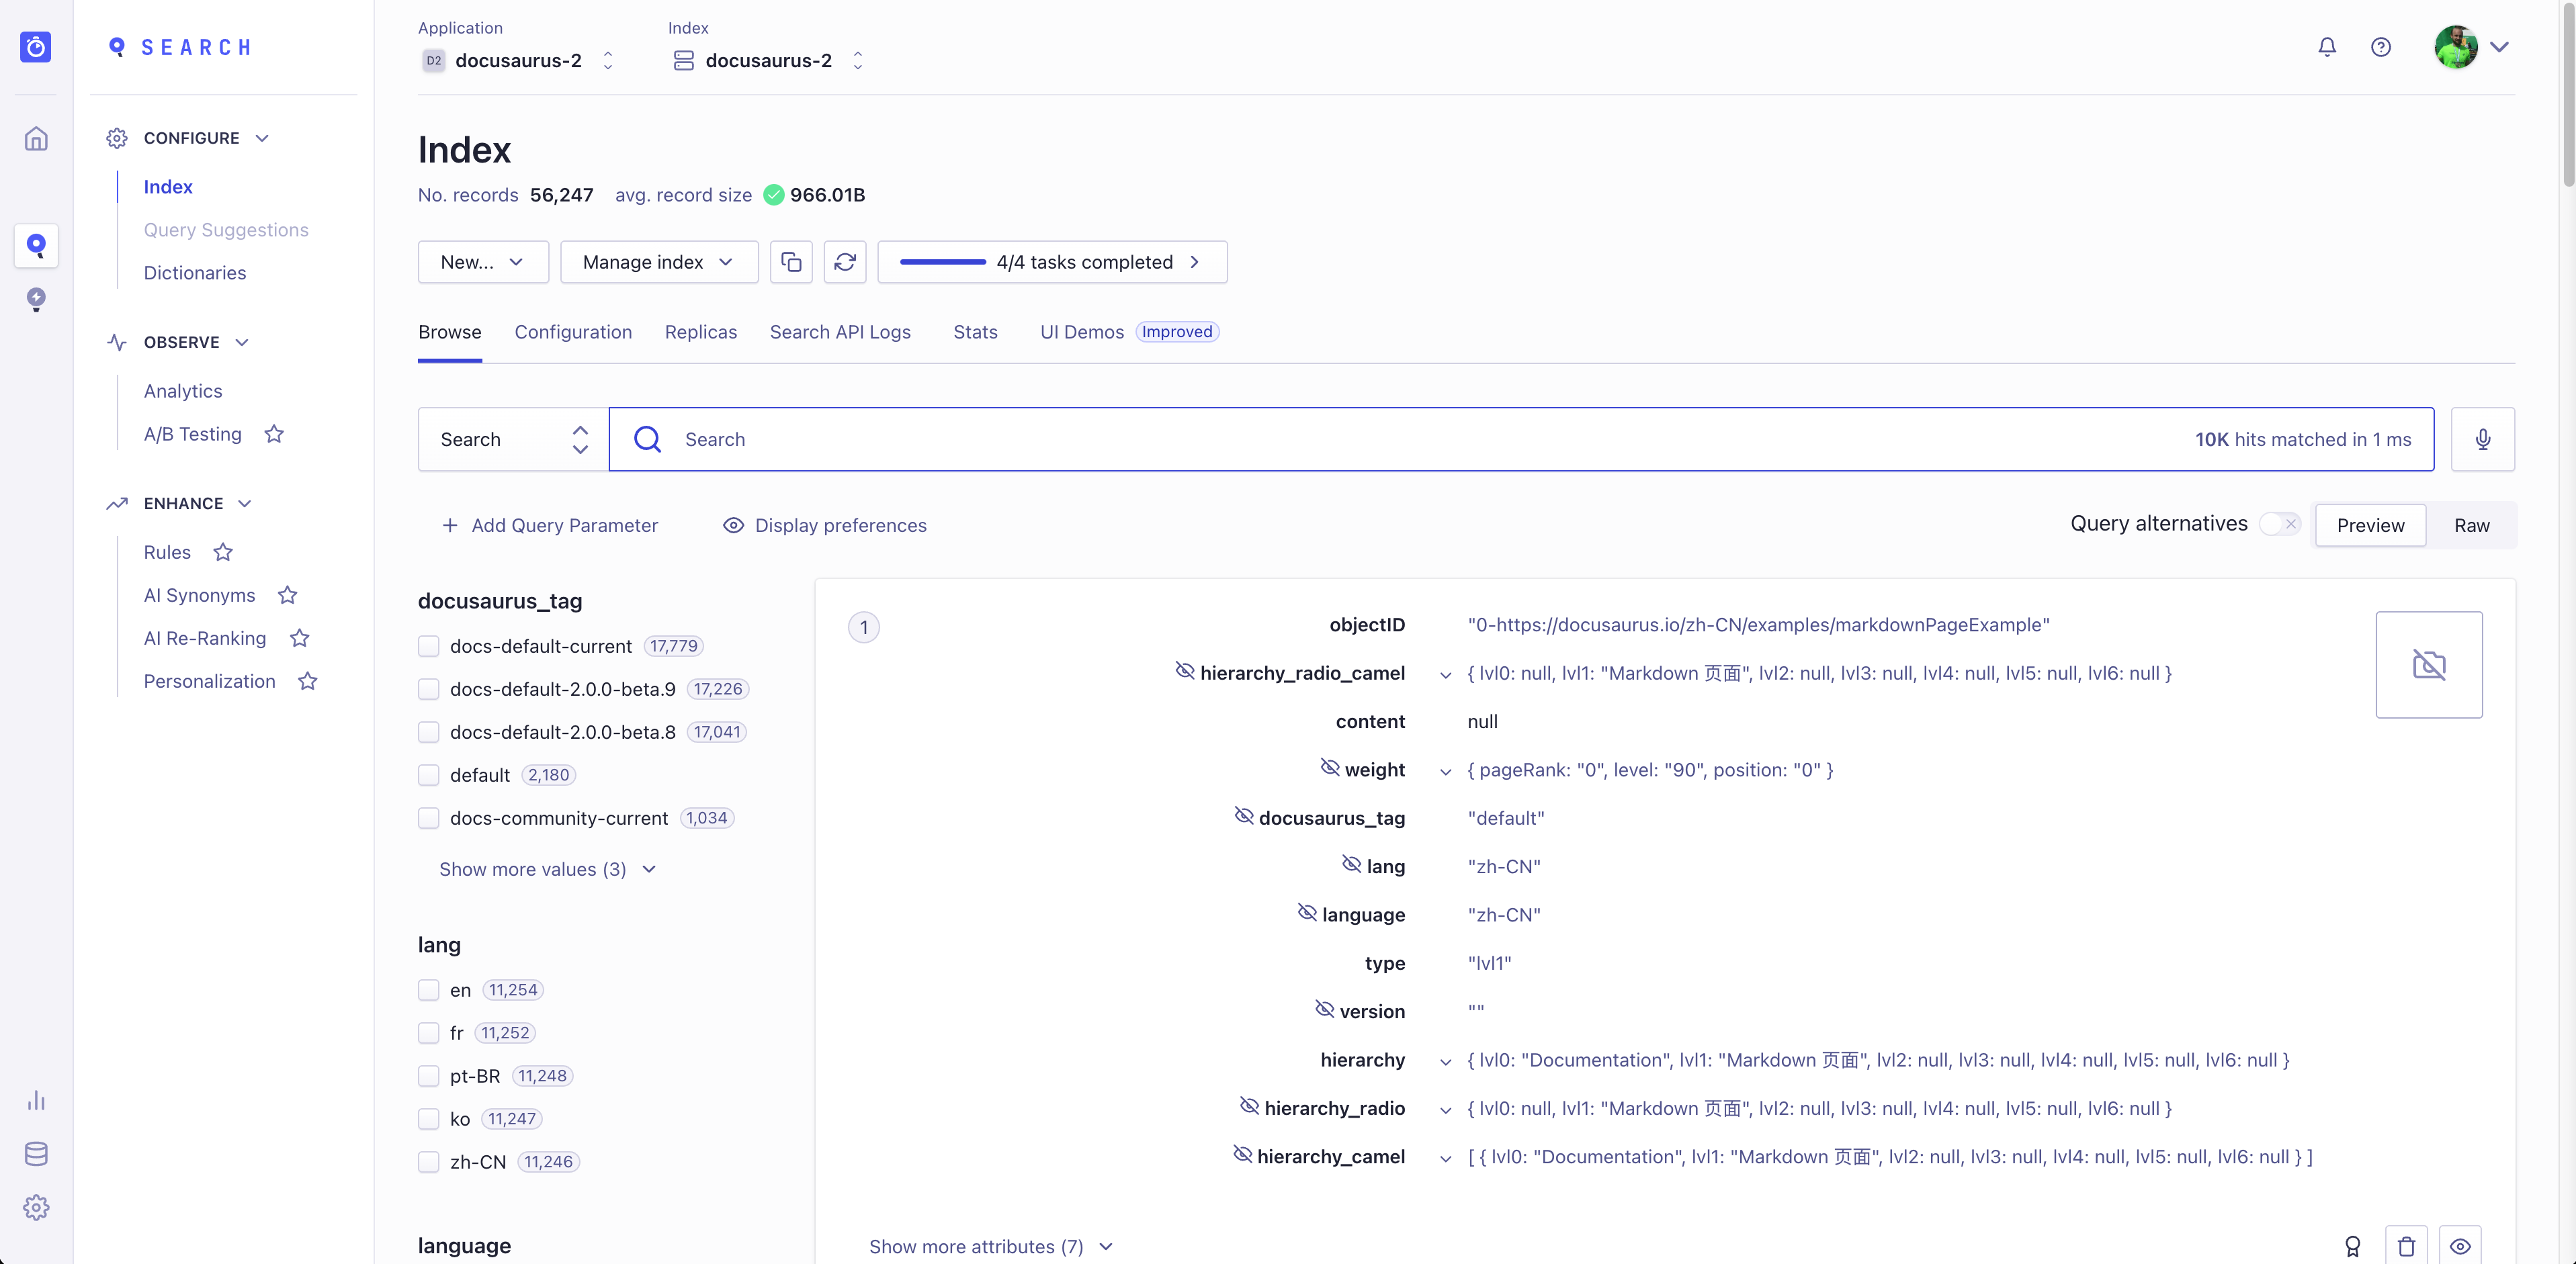 SEARCH
CONFIGURE
Index
Query Suggestions
Dictionaries
OBSERVE
Analytics
A/B Testing
ENHANCE
Rules
AI Synonyms
AI Re-Ranking
Personalization
Application
D2 docusaurus-2
Index
docusaurus-2
Index
No. records 56,247 avg. record size 966.01B
New... Manage index 4/4 tasks completed
Browse Configuration Replicas Search API Logs Stats UI Demos Improved
Search Search 10K hits matched in 1 ms
Add Query Parameter Display preferences Query alternatives Preview Raw
docusaurus_tag
docs-default-current 17,779
docs-default-2.0.0-beta.9 17,226
docs-default-2.0.0-beta.8 17,041
default 2,180
docs-community-current 1,034
Show more values (3)
lang
en 11,254
fr 11,252
pt-BR 11,248
ko 11,247
zh-CN 11,246
language
1
objectID "0-https://docusaurus.io/zh-CN/examples/markdownPageExample"
hierarchy_radio_camel { lvl0: null, lvl1: "Markdown 页面", lvl2: null, lvl3: null, lvl4: null, lvl5: null, lvl6: null }
content null
weight { pageRank: "0", level: "90", position: "0" }
docusaurus_tag "default"
lang "zh-CN"
language "zh-CN"
type "lvl1"
version ""
hierarchy { lvl0: "Documentation", lvl1: "Markdown 页面", lvl2: null, lvl3: null, lvl4: null, lvl5: null, lvl6: null }
hierarchy_radio { lvl0: null, lvl1: "Markdown 页面", lvl2: null, lvl3: null, lvl4: null, lvl5: null, lvl6: null }
hierarchy_camel [ { lvl0: "Documentation", lvl1: "Markdown 页面", lvl2: null, lvl3: null, lvl4: null, lvl5: null, lvl6: null } ]
Show more attributes (7)